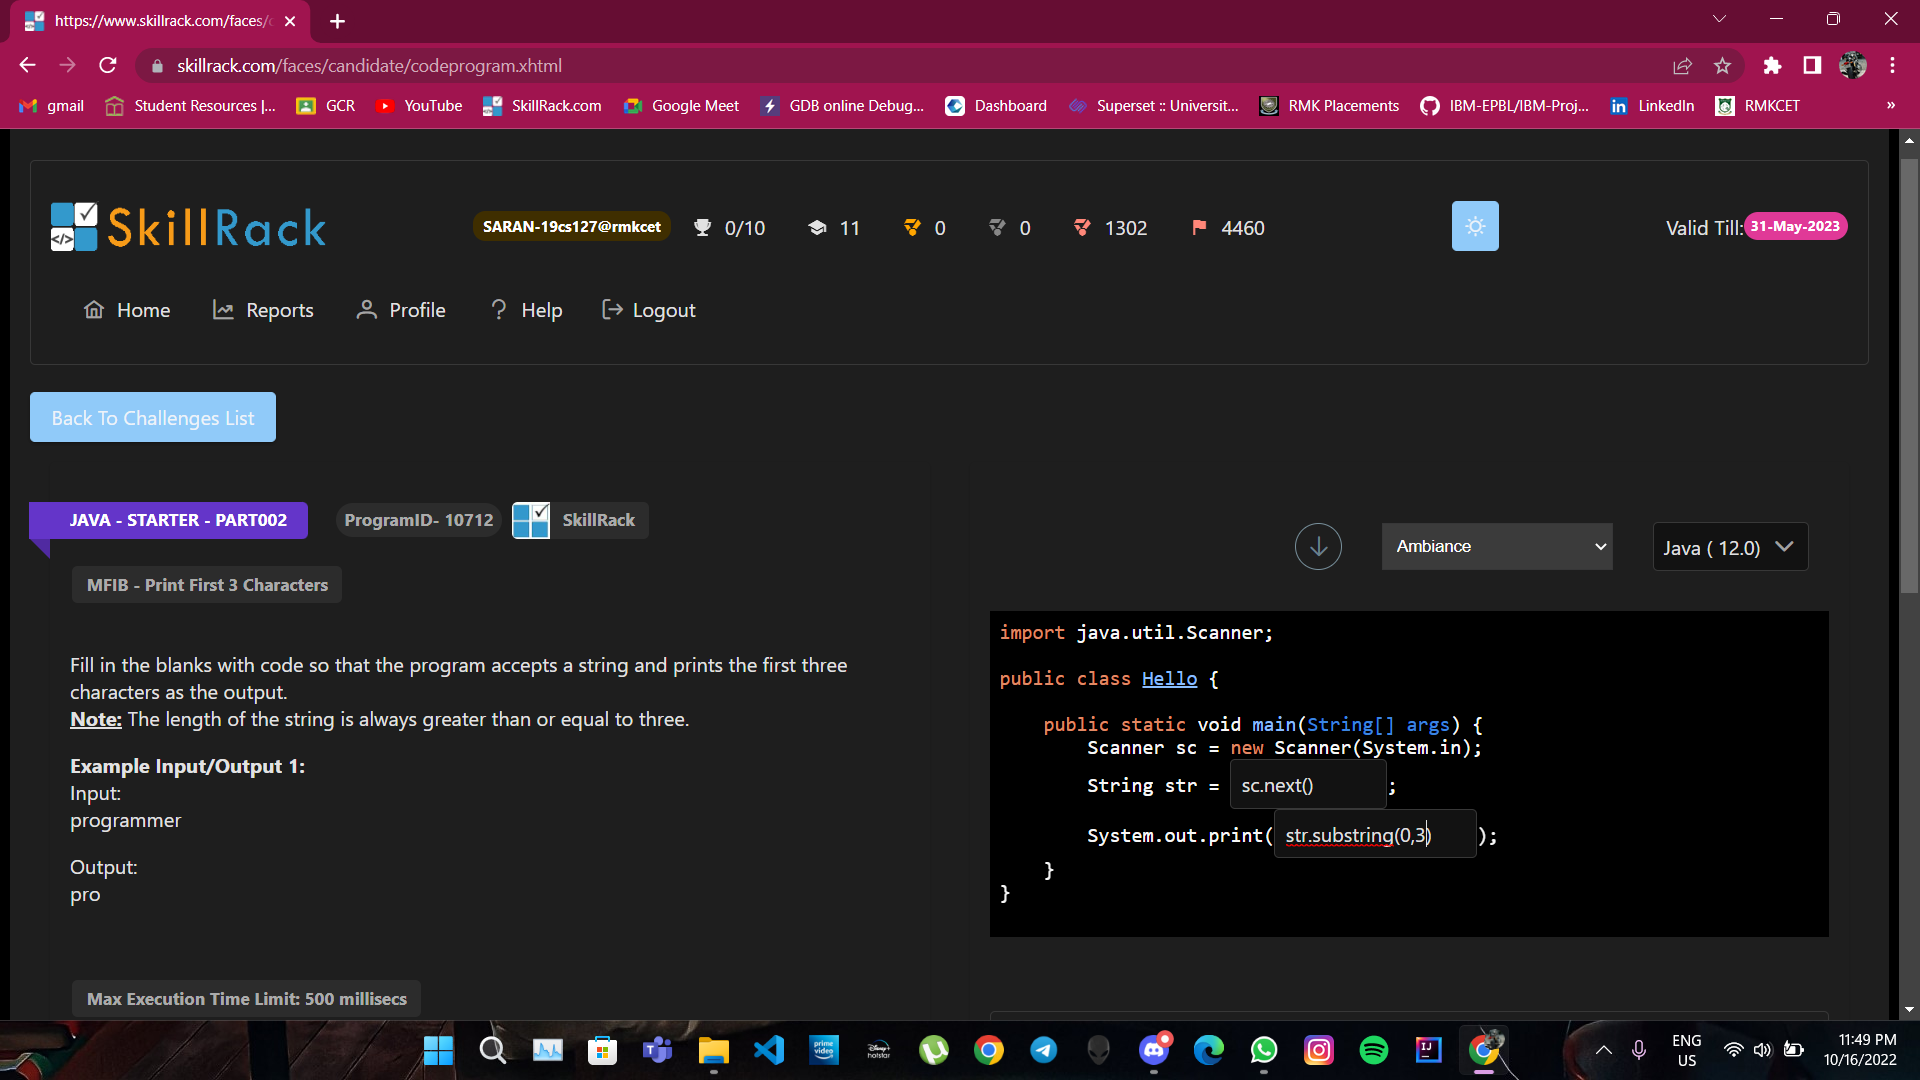 https://www.skillrack.com/faces/c
skillrack.com/faces/candidate/codeprogram.xhtml
gmail
Student Resources |...
GCR
YouTube
SkillRack.com
Google Meet
GDB online Debug...
Dashboard
Superset :: Universit...
RMK Placements
IBM-EPBL/IBM-Proj...
LinkedIn
RMKCET
»
</> SkillRack
SARAN-19cs127@rmkcet
0/10
11
0
0
1302
4460
Valid Till: 31-May-2023
Home
Reports
Profile
Help
Logout
Back To Challenges List
JAVA - STARTER - PART002
ProgramID- 10712
SkillRack
MFIB - Print First 3 Characters
Fill in the blanks with code so that the program accepts a string and prints the first three
characters as the output.
Note: The length of the string is always greater than or equal to three.
Example Input/Output 1:
Input:
programmer
Output:
pro
Max Execution Time Limit: 500 millisecs
Ambiance
Java ( 12.0)
import java.util.Scanner;
public class Hello {
public static void main(String[] args) {
Scanner sc = new Scanner(System.in);
String str = sc.next() ;
System.out.print( str.substring(0,3) );
}
}
prime video
hotstar
ENG
US
11:49 PM
10/16/2022